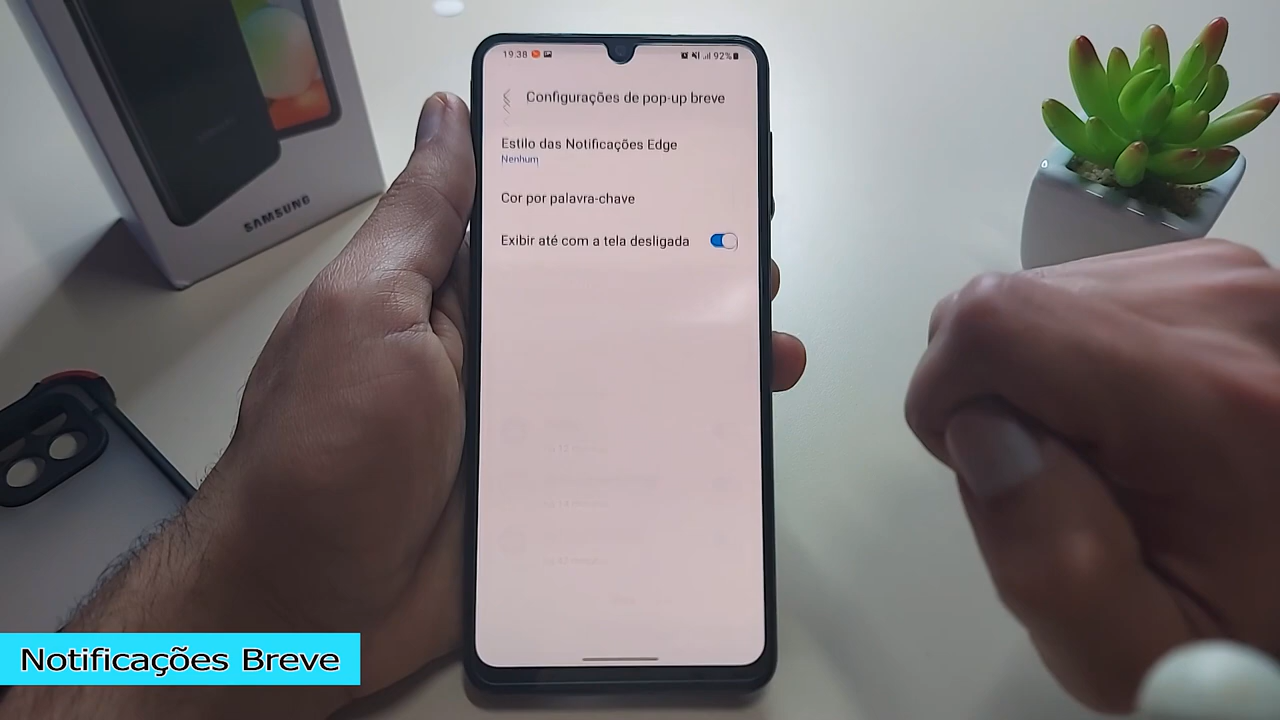 19.38
92%
Configurações de pop-up breve
Estilo das Notificações Edge
Nenhum
Cor por palavra-chave
Exibir até com a tela desligada
SAMSUNG
Notificações Breve